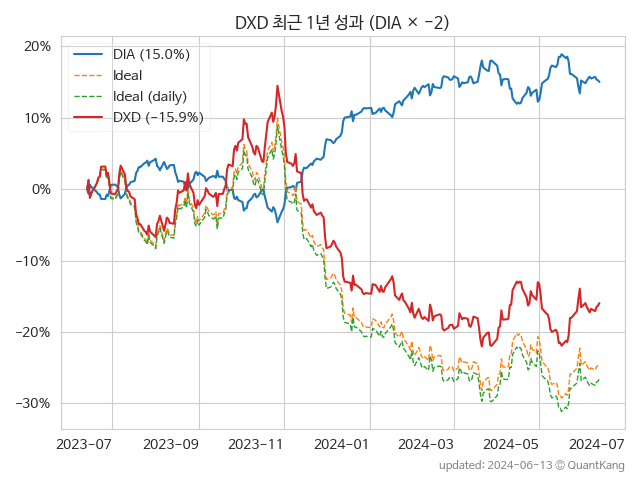 DXD 최근 1년 성과 (DIA × −2)
DIA (15.0%)
Ideal
Ideal (daily)
DXD (−15.9%)
20%
10%
0%
−10%
−20%
−30%
2023−07
2023−09
2023−11
2024−01
2024−03
2024−05
2024−07
updated: 2024-06-13 ⓒ QuantKang